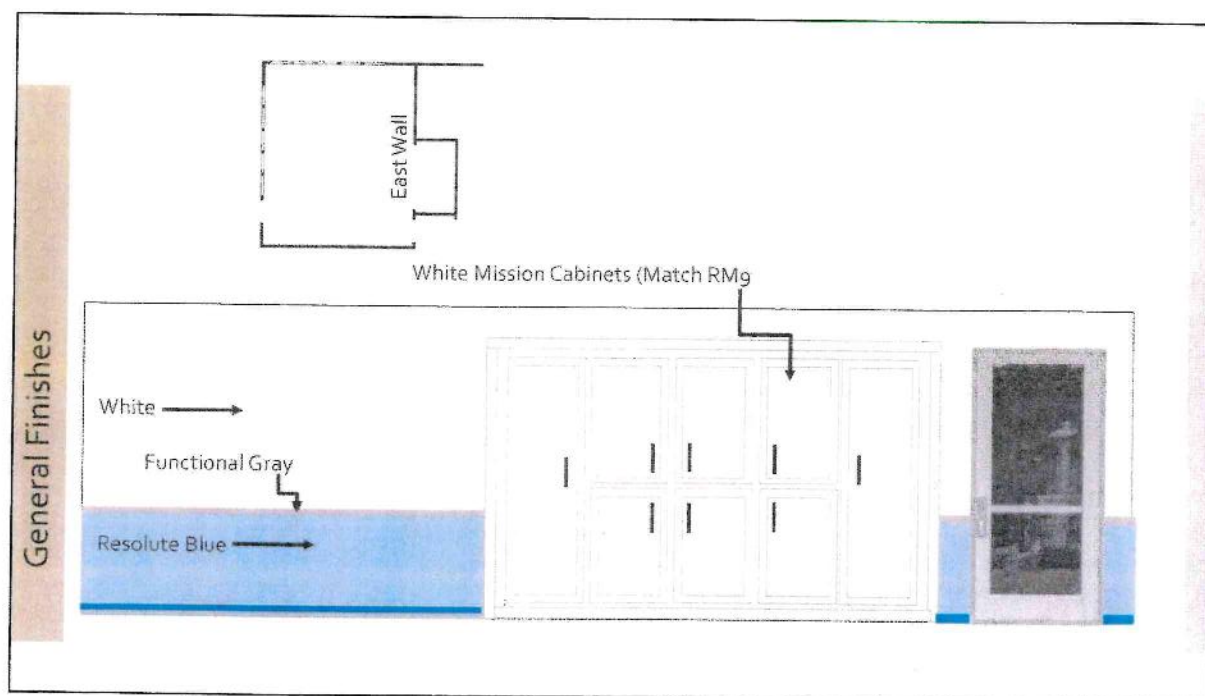 General Finishes
East Wall
White Mission Cabinets (Match RM9
White
Functional Gray
Resolute Blue